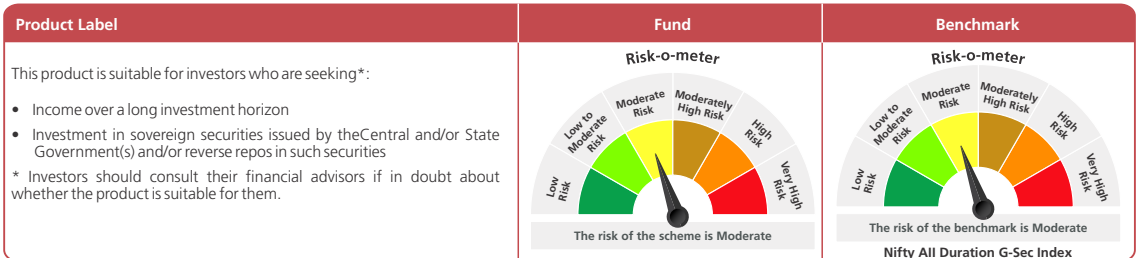 Product Label
Fund
Benchmark
This product is suitable for investors who are seeking*:
• Income over a long investment horizon
• Investment in sovereign securities issued by theCentral and/or State
Government(s) and/or reverse repos in such securities
* Investors should consult their financial advisors if in doubt about
whether the product is suitable for them.
Risk-o-meter
Low
Risk
Low to
Moderate
Risk
Moderate
Risk
Moderately
High Risk
High
Risk
Very High
Risk
The risk of the scheme is Moderate
Risk-o-meter
Low
Risk
Low to
Moderate
Risk
Moderate
Risk
Moderately
High Risk
High
Risk
Very High
Risk
The risk of the benchmark is Moderate
Nifty All Duration G-Sec Index